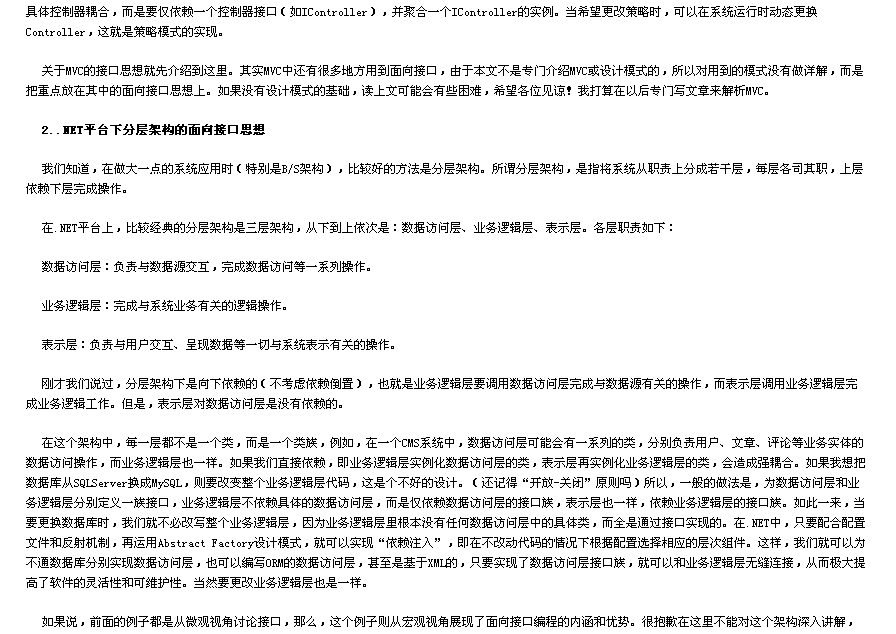 具体控制器耦合，而是要仅依赖一个控制器接口（如IController），并聚合一个IController的实例。当希望更改策略时，可以在系统运行时动态更换
Controller，这就是策略模式的实现。
关于MVC的接口思想就先介绍到这里。其实MVC中还有很多地方用到面向接口，由于本文不是专门介绍MVC或设计模式的，所以对用到的模式没有做详解，而是
把重点放在其中的面向接口思想上。如果没有设计模式的基础，读上文可能会有些困难，希望各位见谅！我打算在以后专门写文章来解析MVC。
2..NET平台下分层架构的面向接口思想
我们知道，在做大一点的系统应用时（特别是B/S架构），比较好的方法是分层架构。所谓分层架构，是指将系统从职责上分成若干层，每层各司其职，上层
依赖下层完成操作。
在.NET平台上，比较经典的分层架构是三层架构，从下到上依次是：数据访问层、业务逻辑层、表示层。各层职责如下：
数据访问层：负责与数据源交互，完成数据访问等一系列操作。
业务逻辑层：完成与系统业务有关的逻辑操作。
表示层：负责与用户交互、呈现数据等一切与系统表示有关的操作。
刚才我们说过，分层架构下是向下依赖的（不考虑依赖倒置），也就是业务逻辑层要调用数据访问层完成与数据源有关的操作，而表示层调用业务逻辑层完
成业务逻辑工作。但是，表示层对数据访问层是没有依赖的。
在这个架构中，每一层都不是一个类，而是一个类族，例如，在一个CMS系统中，数据访问层可能会有一系列的类，分别负责用户、文章、评论等业务实体的
数据访问操作，而业务逻辑层也一样。如果我们直接依赖，即业务逻辑层实例化数据访问层的类，表示层再实例化业务逻辑层的类，会造成强耦合。如果我想把
数据库从SQLServer换成MySQL，则要改变整个业务逻辑层代码，这是个不好的设计。（还记得“开放-关闭”原则吗）所以，一般的做法是，为数据访问层和业
务逻辑层分别定义一族接口，业务逻辑层不依赖具体的数据访问层，而是仅依赖数据访问层的接口族，表示层也一样，依赖业务逻辑层的接口族。如此一来，当
要更换数据库时，我们就不必改写整个业务逻辑层，因为业务逻辑层里根本没有任何数据访问层中的具体类，而全是通过接口实现的。在.NET中，只要配合配置
文件和反射机制，再运用Abstract Factory设计模式，就可以实现“依赖注入”，即在不改动代码的情况下根据配置选择相应的层次组件。这样，我们就可以为
不通数据库分别实现数据访问层，也可以编写ORM的数据访问层，甚至是基于XML的，只要实现了数据访问层接口族，就可以和业务逻辑层无缝连接，从而极大提
高了软件的灵活性和可维护性。当然要更改业务逻辑层也是一样。
如果说，前面的例子都是从微观视角讨论接口，那么，这个例子则从宏观视角展现了面向接口编程的内涵和优势。很抱歉在这里不能对这个架构深入讲解，